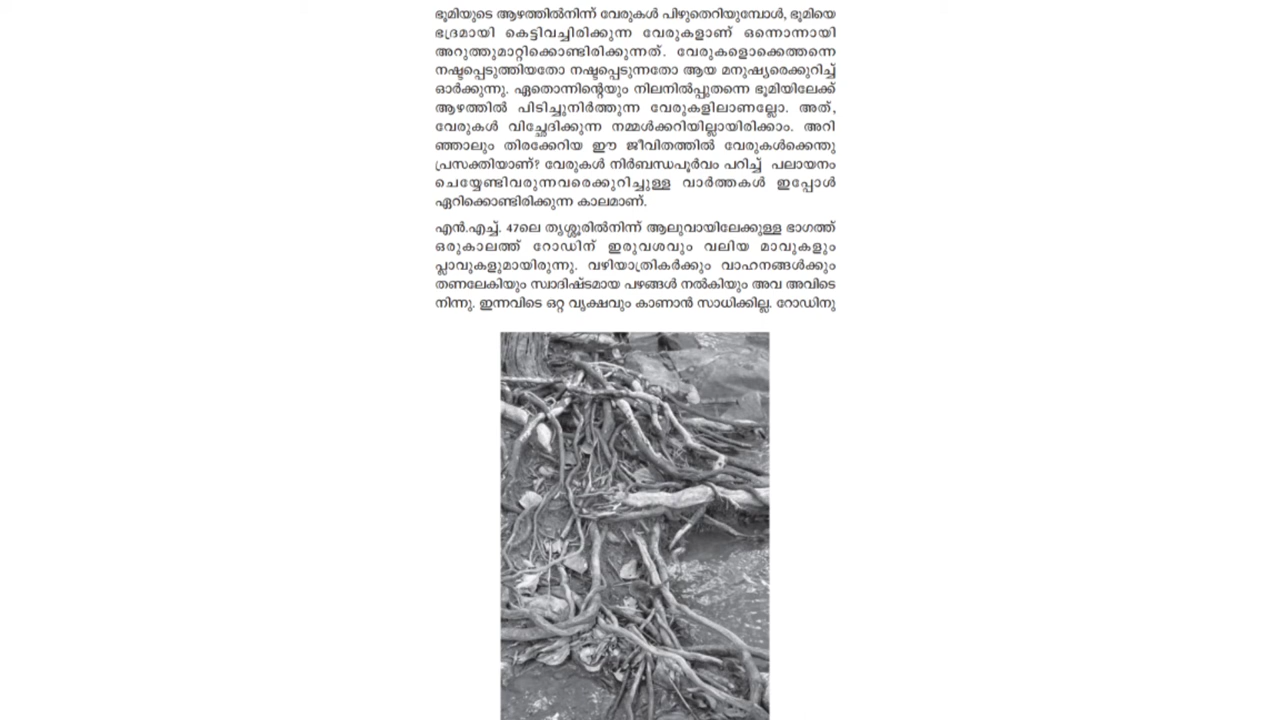 ഭൂമിയുടെ ആഴത്തിൽനിന്ന് വേരുകൾ പിഴുതെറിയുമ്പോൾ, ഭൂമിയെ
ഭദ്രമായി കെട്ടിവച്ചിരിക്കുന്ന വേരുകളാണ് ഒന്നൊന്നായി
അറുത്തുമാറ്റിക്കൊണ്ടിരിക്കുന്നത്. വേരുകളൊക്കെത്തന്നെ
നഷ്ടപ്പെടുത്തിയതോ നഷ്ടപ്പെടുന്നതോ ആയ മനുഷ്യരെക്കുറിച്ച്
ഓർക്കുന്നു. ഏതൊന്നിന്റെയും നിലനിൽപ്പുതന്നെ ഭൂമിയിലേക്ക്
ആഴത്തിൽ പിടിച്ചുനിർത്തുന്ന വേരുകളിലാണല്ലോ. അത്,
വേരുകൾ വിച്ഛേദിക്കുന്ന നമ്മൾക്കറിയില്ലായിരിക്കാം. അറി
ഞ്ഞാലും തിരക്കേറിയ ഈ ജീവിതത്തിൽ വേരുകൾക്കെന്തു
പ്രസക്തിയാണ്? വേരുകൾ നിർബന്ധപൂർവം പറിച്ച് പലായനം
ചെയ്യേണ്ടിവരുന്നവരെക്കുറിച്ചുള്ള വാർത്തകൾ ഇപ്പോൾ
ഏറിക്കൊണ്ടിരിക്കുന്ന കാലമാണ്.
എൻ.എച്ച്. 47ലെ തൃശ്ശൂരിൽനിന്ന് ആലുവായിലേക്കുള്ള ഭാഗത്ത്
ഒരുകാലത്ത് റോഡിന് ഇരുവശവും വലിയ മാവുകളും
പ്ലാവുകളുമായിരുന്നു. വഴിയാത്രികർക്കും വാഹനങ്ങൾക്കും
തണലേകിയും സ്വാദിഷ്ടമായ പഴങ്ങൾ നൽകിയും അവ അവിടെ
നിന്നു. ഇന്നവിടെ ഒറ്റ വൃക്ഷവും കാണാൻ സാധിക്കില്ല. റോഡിനു